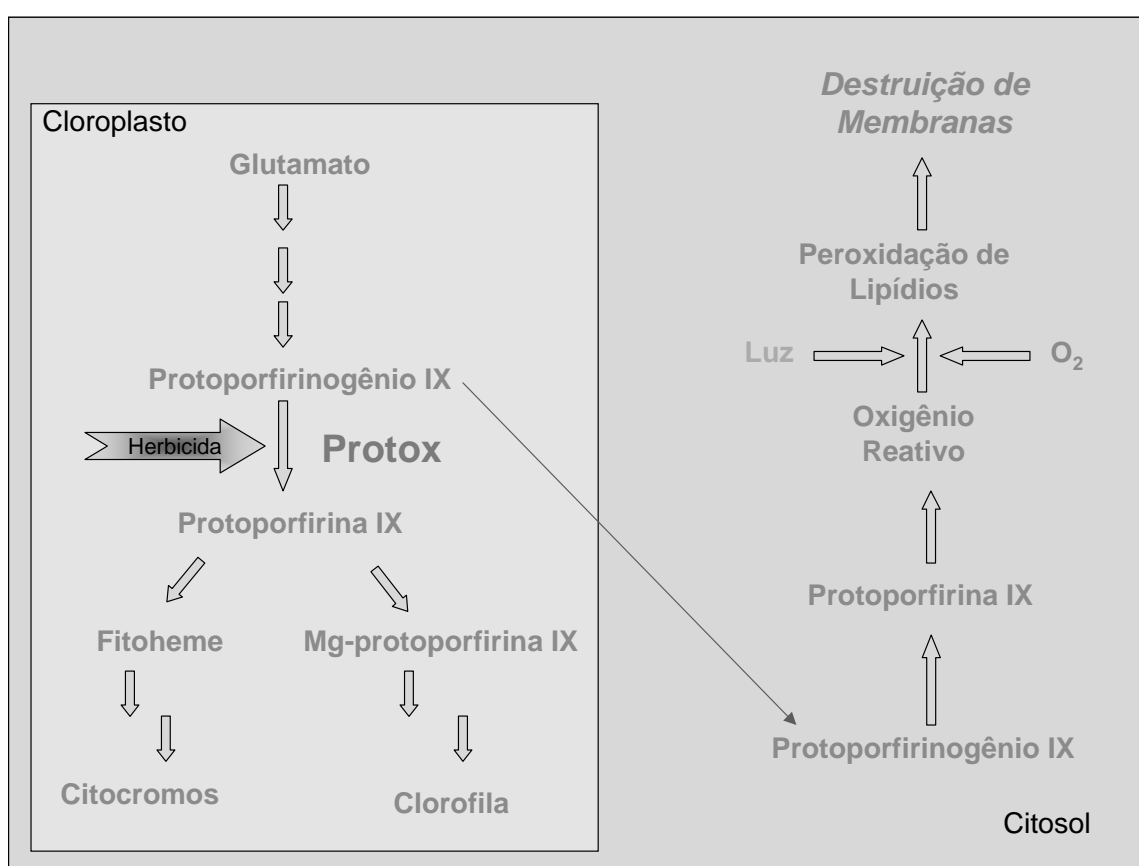 Cloroplasto
Glutamato
Protoporfirinogênio IX
Herbicida
Protox
Protoporfirina IX
Fitoheme
Mg-protoporfirina IX
Citocromos
Clorofila
Destruição de
Membranas
Peroxidação de
Lipídios
Luz
O₂
Oxigênio
Reativo
Protoporfirina IX
Protoporfirinogênio IX
Citosol